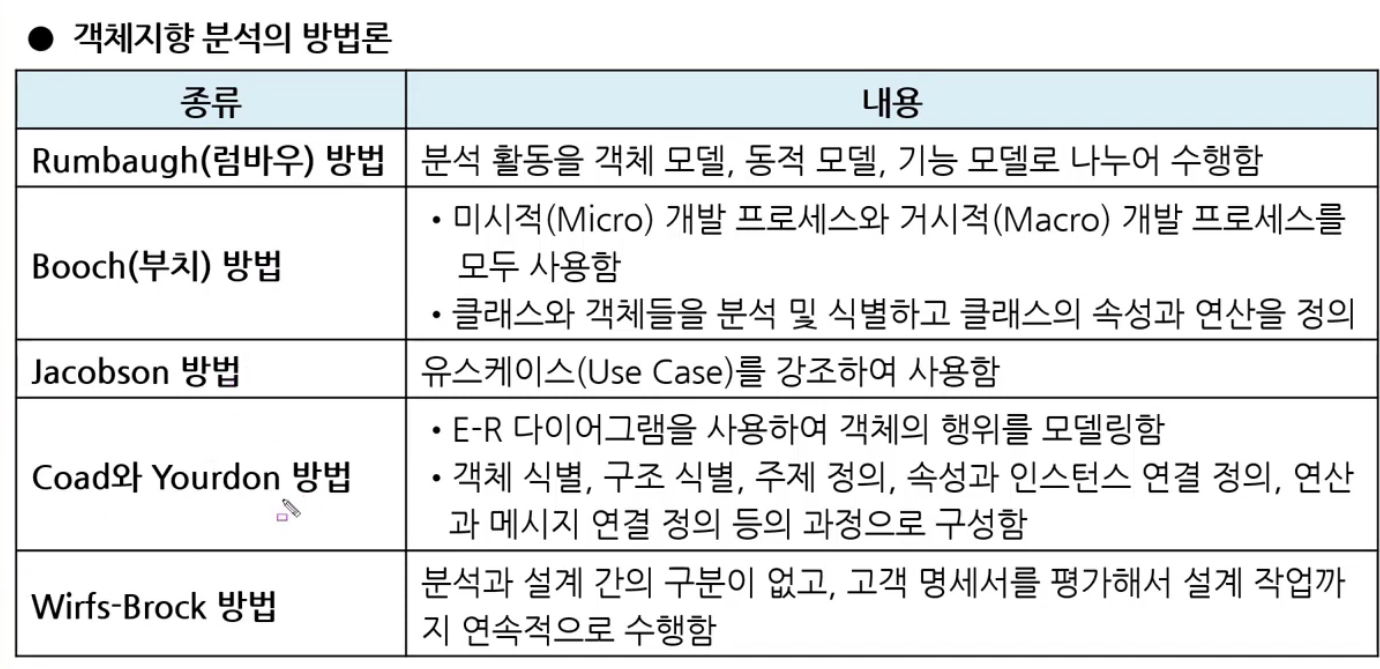 ● 객체지향 분석의 방법론
종류 내용
Rumbaugh(럼바우) 방법 분석 활동을 객체 모델, 동적 모델, 기능 모델로 나누어 수행함
Booch(부치) 방법
• 미시적(Micro) 개발 프로세스와 거시적(Macro) 개발 프로세스를
모두 사용함
• 클래스와 객체들을 분석 및 식별하고 클래스의 속성과 연산을 정의
Jacobson 방법 유스케이스(Use Case)를 강조하여 사용함
Coad와 Yourdon 방법
• E-R 다이어그램을 사용하여 객체의 행위를 모델링함
• 객체 식별, 구조 식별, 주제 정의, 속성과 인스턴스 연결 정의, 연산
과 메시지 연결 정의 등의 과정으로 구성함
Wirfs-Brock 방법
분석과 설계 간의 구분이 없고, 고객 명세서를 평가해서 설계 작업까
지 연속적으로 수행함